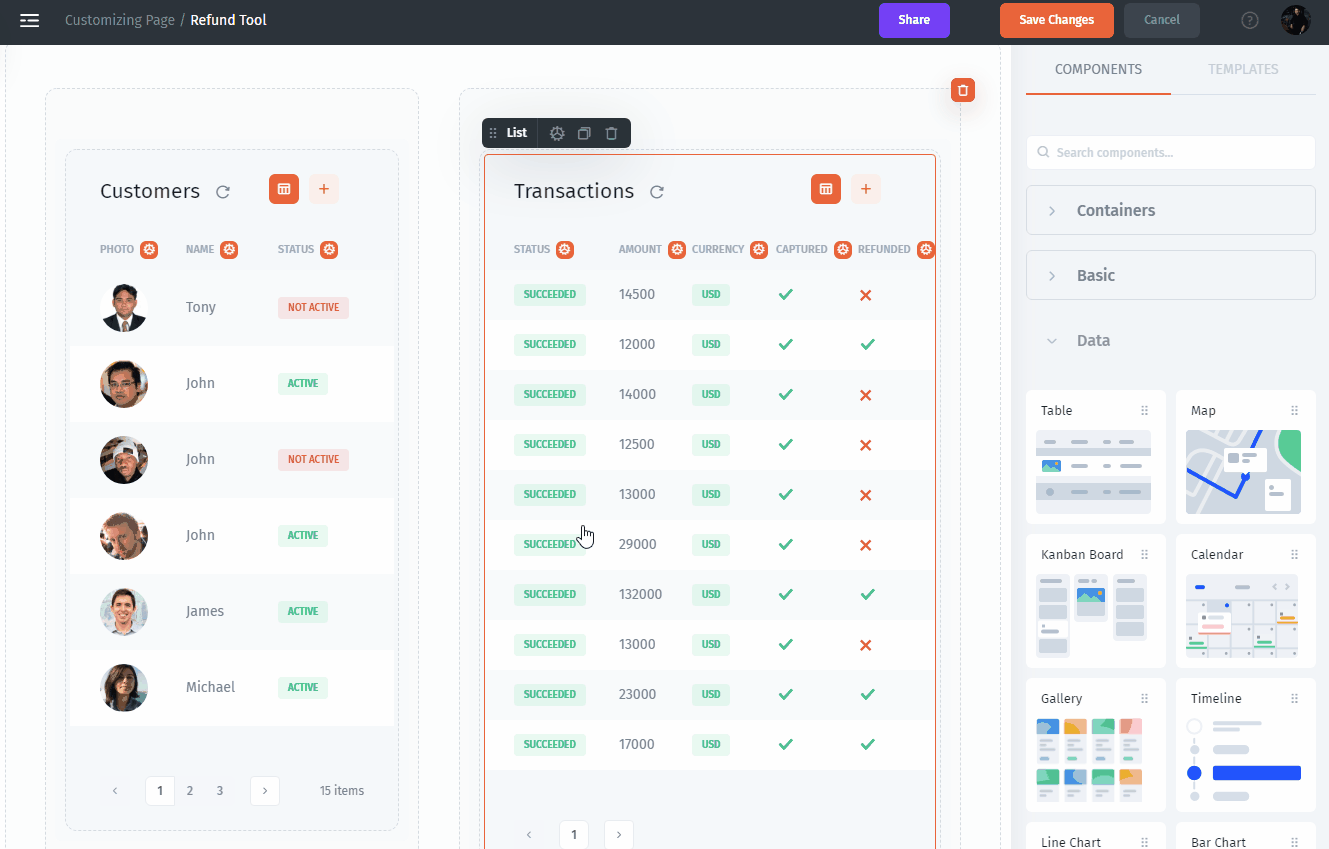 Customizing Page / Refund Tool
Share
Save Changes
Cancel
?
COMPONENTS
TEMPLATES
List
Search components...
Customers
Transactions
Containers
PHOTO NAME STATUS
STATUS AMOUNT CURRENCY CAPTURED REFUNDED
Basic
Tony NOT ACTIVE
John ACTIVE
John NOT ACTIVE
John ACTIVE
James ACTIVE
Michael ACTIVE
1 2 3 15 items
SUCCEEDED 14500 USD
SUCCEEDED 12000 USD
SUCCEEDED 14000 USD
SUCCEEDED 12500 USD
SUCCEEDED 13000 USD
SUCCEEDED 29000 USD
SUCCEEDED 132000 USD
SUCCEEDED 13000 USD
SUCCEEDED 23000 USD
SUCCEEDED 17000 USD
1
Data
Table
Map
Kanban Board
Calendar
Gallery
Timeline
Line Chart
Bar Chart